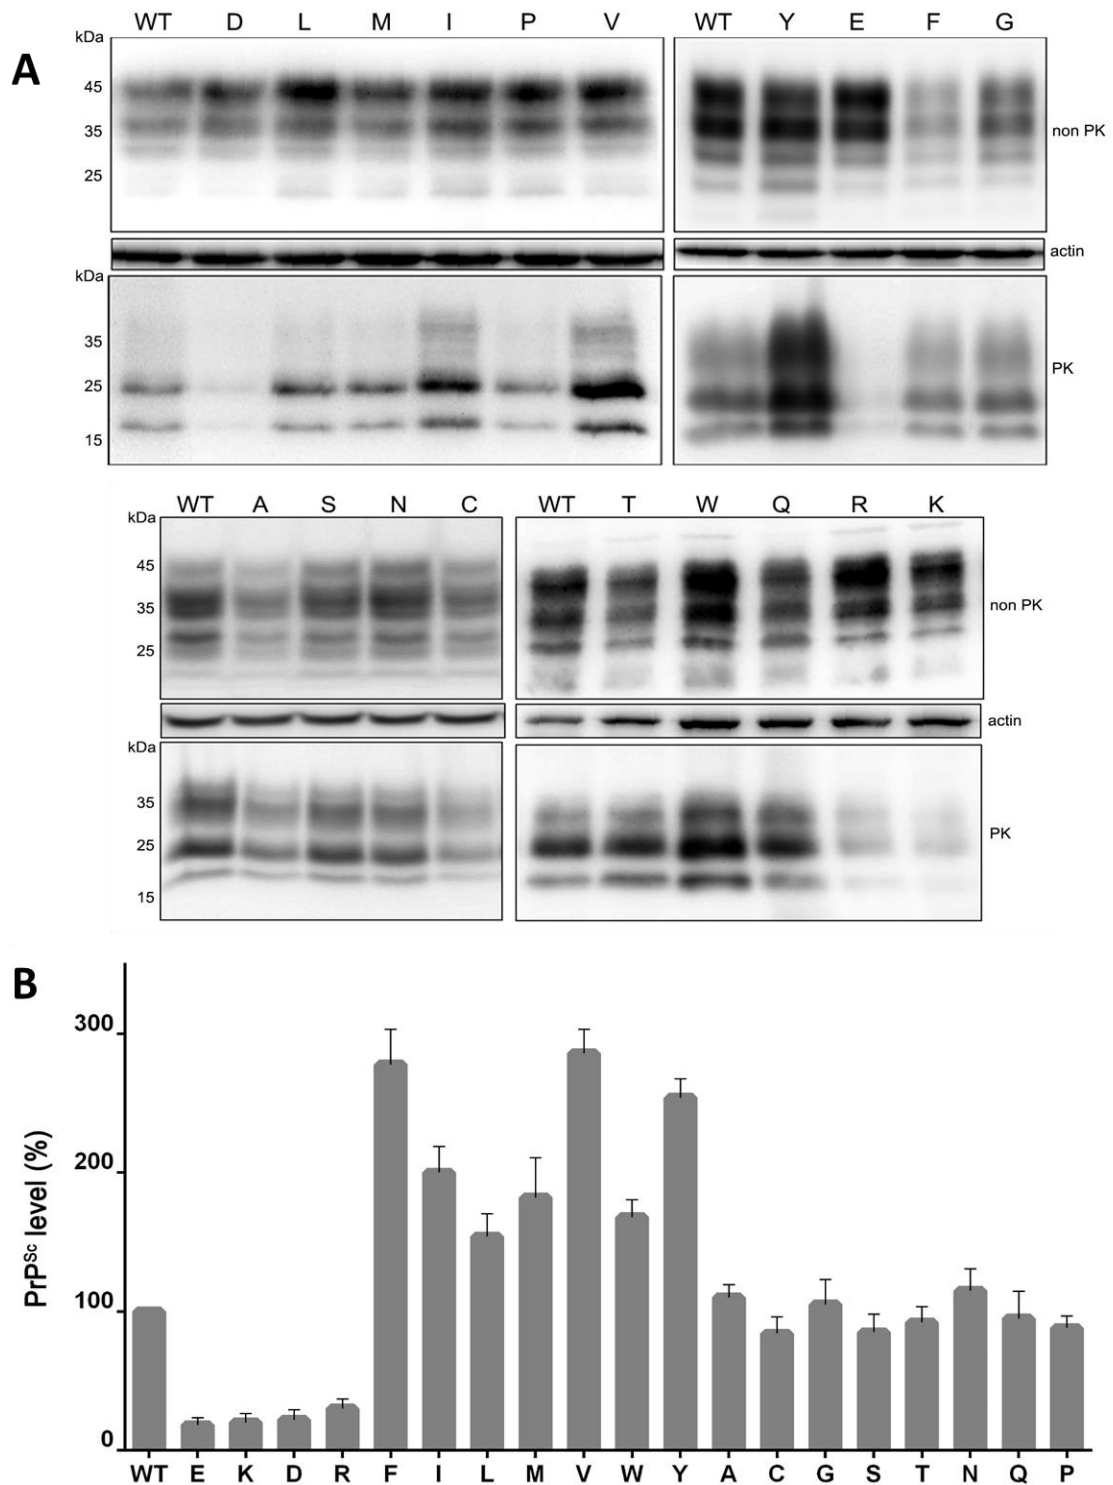 A
WT D L M I P V
WT Y E F G
kDa
45
35
25
non PK
actin
kDa
35
25
15
PK
WT A S N C
WT T W Q R K
kDa
45
35
25
non PK
actin
kDa
35
25
15
PK
B
PrPSc level (%)
300
200
100
0
WT E K D R F I L M V W Y A C G S T N Q P